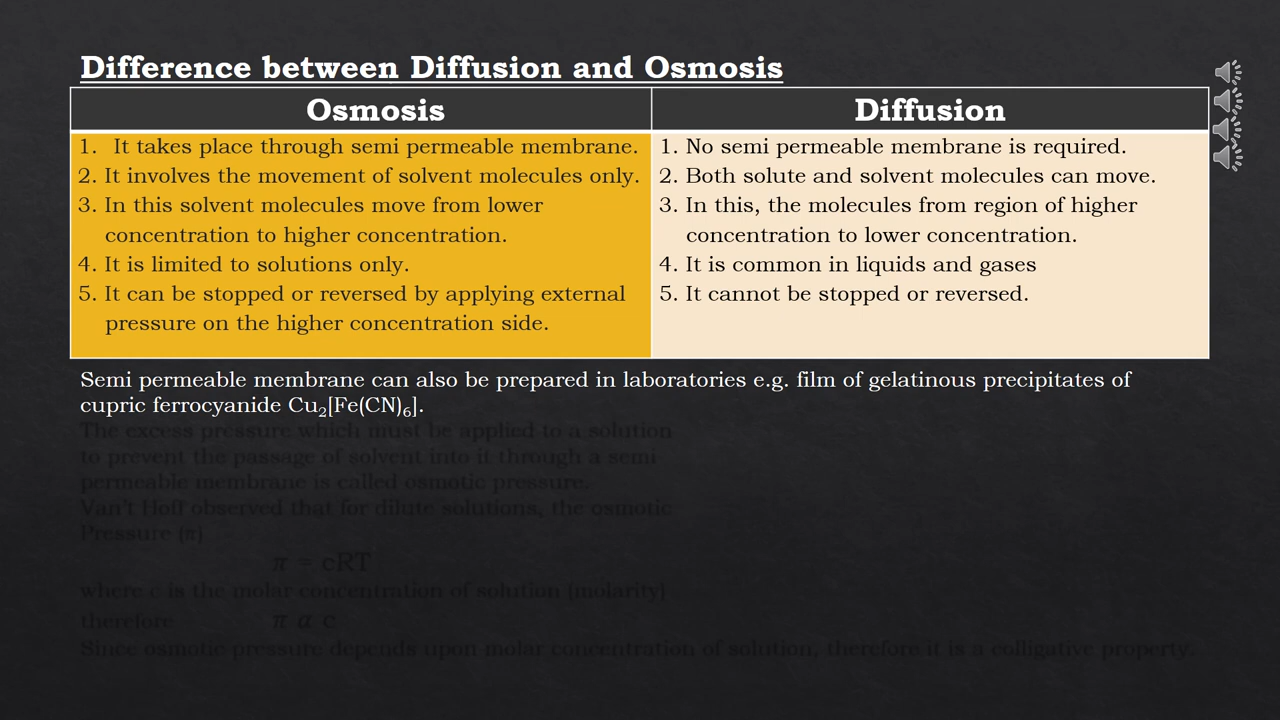 Difference between Diffusion and Osmosis
Osmosis
1. It takes place through semi permeable membrane.
2. It involves the movement of solvent molecules only.
3. In this solvent molecules move from lower
concentration to higher concentration.
4. It is limited to solutions only.
5. It can be stopped or reversed by applying external
pressure on the higher concentration side.
Diffusion
1. No semi permeable membrane is required.
2. Both solute and solvent molecules can move.
3. In this, the molecules from region of higher
concentration to lower concentration.
4. It is common in liquids and gases
5. It cannot be stopped or reversed.
Semi permeable membrane can also be prepared in laboratories e.g. film of gelatinous precipitates of
cupric ferrocyanide Cu₂[Fe(CN)₆].
The excess pressure which must be applied to a solution
to prevent the passage of solvent into it through a semi
permeable membrane is called osmotic pressure.
Van't Hoff observed that for dilute solutions, the osmotic
Pressure (π)
π = cRT
where c is the molar concentration of solution (molarity)
therefore π α c
Since osmotic pressure depends upon molar concentration of solution, therefore it is a colligative property.